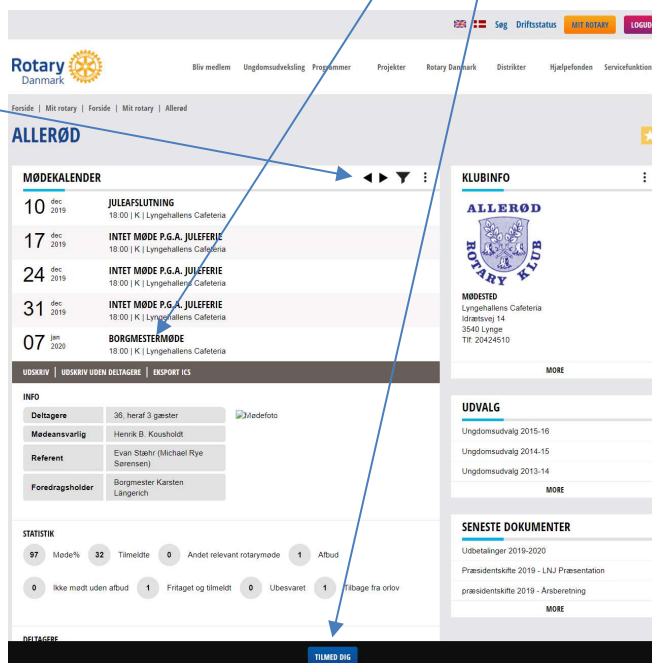 Søg Driftsstatus MIT ROTARY LOGUD
Rotary
Danmark
Bliv medlem Ungdomsudveksling Programmer Projekter Rotary Danmark Distrikter Hjælpefonden Servicefunktion
Forside | Mit rotary | Forside | Mit rotary | Allerød
ALLERØD
MØDEKALENDER
10 dec 2019 JULEAFSLUTNING
18:00 | K | Lyngehallens Cafeteria
17 dec 2019 INTET MØDE P.G.A. JULEFERIE
18:00 | K | Lyngehallens Cafeteria
24 dec 2019 INTET MØDE P.G.A. JULEFERIE
18:00 | K | Lyngehallens Cafeteria
31 dec 2019 INTET MØDE P.G.A. JULEFERIE
18:00 | K | Lyngehallens Cafeteria
07 jan 2020 BORGMESTERMØDE
18:00 | K | Lyngehallens Cafeteria
UDSKRIV | UDSKRIV UDEN DELTAGERE | EKSPORT ICS
INFO
Deltagere 36, heraf 3 gæster
Mødefoto
Mødeansvarlig Henrik B. Kousholdt
Referent Evan Stæhr (Michael Rye
Sørensen)
Foredragsholder Borgmester Karsten
Längerich
STATISTIK
97 Møde% 32 Tilmeldte 0 Andet relevant rotarymøde 1 Afbud
0 Ikke mødt uden afbud 1 Fritaget og tilmeldt 0 Ubesvaret 1 Tilbage fra orlov
DELTAGERE
TILMED DIG
KLUBINFO
ALLERØD
ROTARY KLUB
MØDESTED
Lyngehallens Cafeteria
Idrætsvej 14
3540 Lynge
Tlf: 20424510
MORE
UDVALG
Ungdomsudvalg 2015-16
Ungdomsudvalg 2014-15
Ungdomsudvalg 2013-14
MORE
SENESTE DOKUMENTER
Udbetalinger 2019-2020
Præsidentskifte 2019 - LNJ Præsentation
præsidentskifte 2019 - Årsberetning
MORE